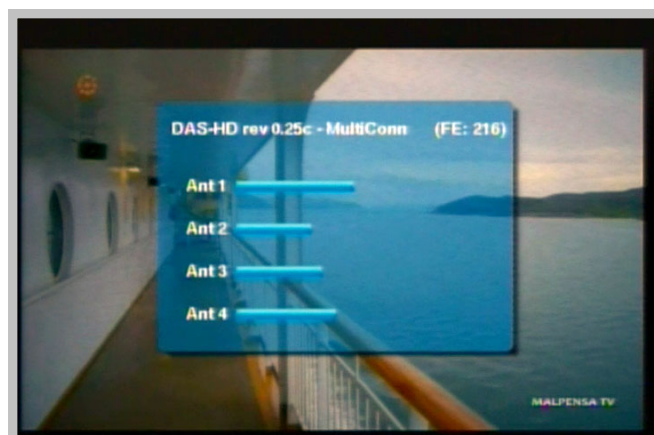 DAS-HD rev 0.25c - MultiConn (FE: 216)
Ant 1
Ant 2
Ant 3
Ant 4
MALPENSA TV